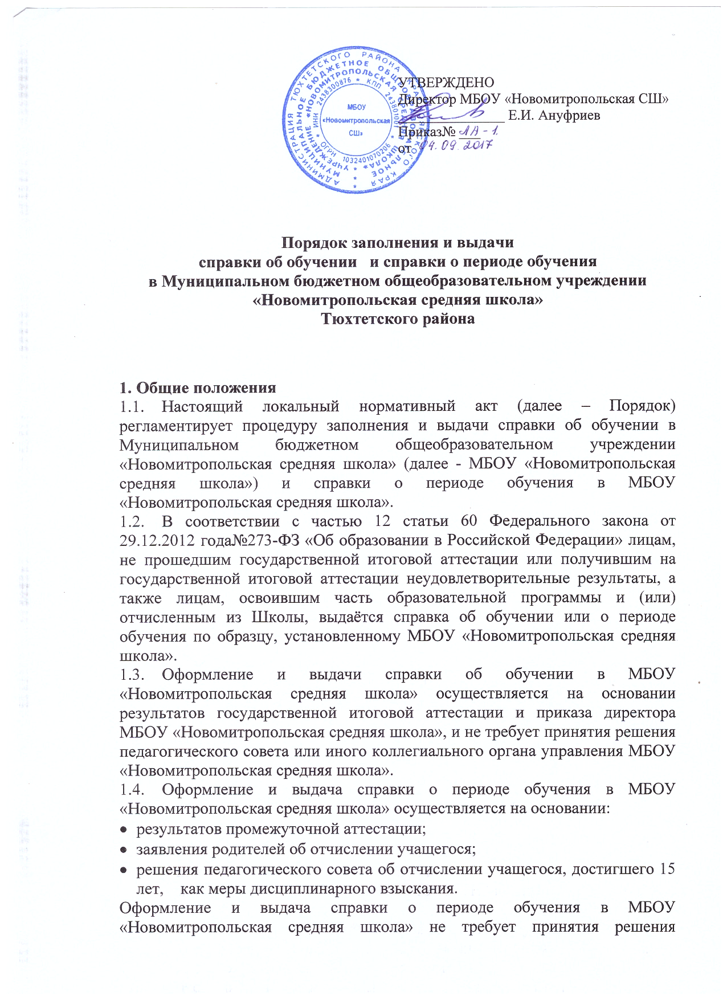 УТВЕРЖДЕНО
Директор МБОУ «Новомитропольская СШ»
______________ Е.И. Ануфриев
Приказ№
от 04.09.2017
АДМИНИСТРАЦИЯ ТЮХТЕТСКОГО РАЙОНА КРАСНОЯРСКОГО КРАЯ *
МУНИЦИПАЛЬНОЕ БЮДЖЕТНОЕ ОБЩЕОБРАЗОВАТЕЛЬНОЕ *
УЧРЕЖДЕНИЕ «НОВОМИТРОПОЛЬСКАЯ СРЕДНЯЯ ШКОЛА» *
ИНН 2438300876 * КПП 243801001 * ОГРН 1032401070206 *
МБОУ
«Новомитропольская
СШ»
Порядок заполнения и выдачи
справки об обучении и справки о периоде обучения
в Муниципальном бюджетном общеобразовательном учреждении
«Новомитропольская средняя школа»
Тюхтетского района
1. Общие положения
1.1. Настоящий локальный нормативный акт (далее – Порядок)
регламентирует процедуру заполнения и выдачи справки об обучении в
Муниципальном бюджетном общеобразовательном учреждении
«Новомитропольская средняя школа» (далее - МБОУ «Новомитропольская
средняя школа») и справки о периоде обучения в МБОУ
«Новомитропольская средняя школа».
1.2. В соответствии с частью 12 статьи 60 Федерального закона от
29.12.2012 года№273-ФЗ «Об образовании в Российской Федерации» лицам,
не прошедшим государственной итоговой аттестации или получившим на
государственной итоговой аттестации неудовлетворительные результаты, а
также лицам, освоившим часть образовательной программы и (или)
отчисленным из Школы, выдаётся справка об обучении или о периоде
обучения по образцу, установленному МБОУ «Новомитропольская средняя
школа».
1.3. Оформление и выдачи справки об обучении в МБОУ
«Новомитропольская средняя школа» осуществляется на основании
результатов государственной итоговой аттестации и приказа директора
МБОУ «Новомитропольская средняя школа», и не требует принятия решения
педагогического совета или иного коллегиального органа управления МБОУ
«Новомитропольская средняя школа».
1.4. Оформление и выдача справки о периоде обучения в МБОУ
«Новомитропольская средняя школа» осуществляется на основании:
• результатов промежуточной аттестации;
• заявления родителей об отчислении учащегося;
• решения педагогического совета об отчислении учащегося, достигшего 15
лет, как меры дисциплинарного взыскания.
Оформление и выдача справки о периоде обучения в МБОУ
«Новомитропольская средняя школа» не требует принятия решения